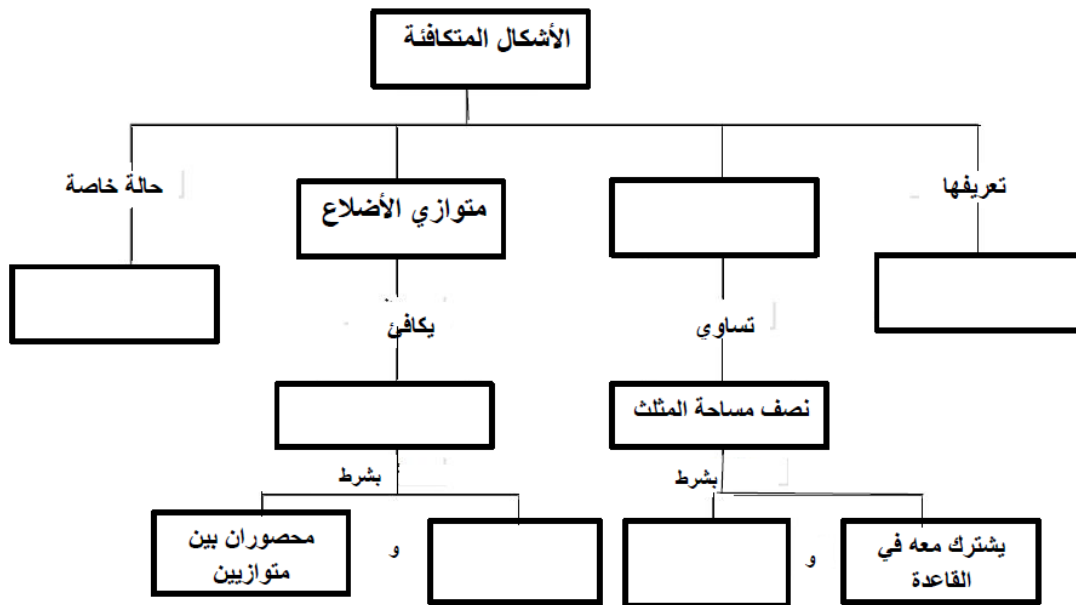 الأشكال المتكافئة
تعريفها
حالة خاصة
متوازي الأضلاع
تساوي
يكافئ
نصف مساحة المثلث
بشرط
بشرط
يشترك معه في
القاعدة
و
و
محصوران بين
متوازيين